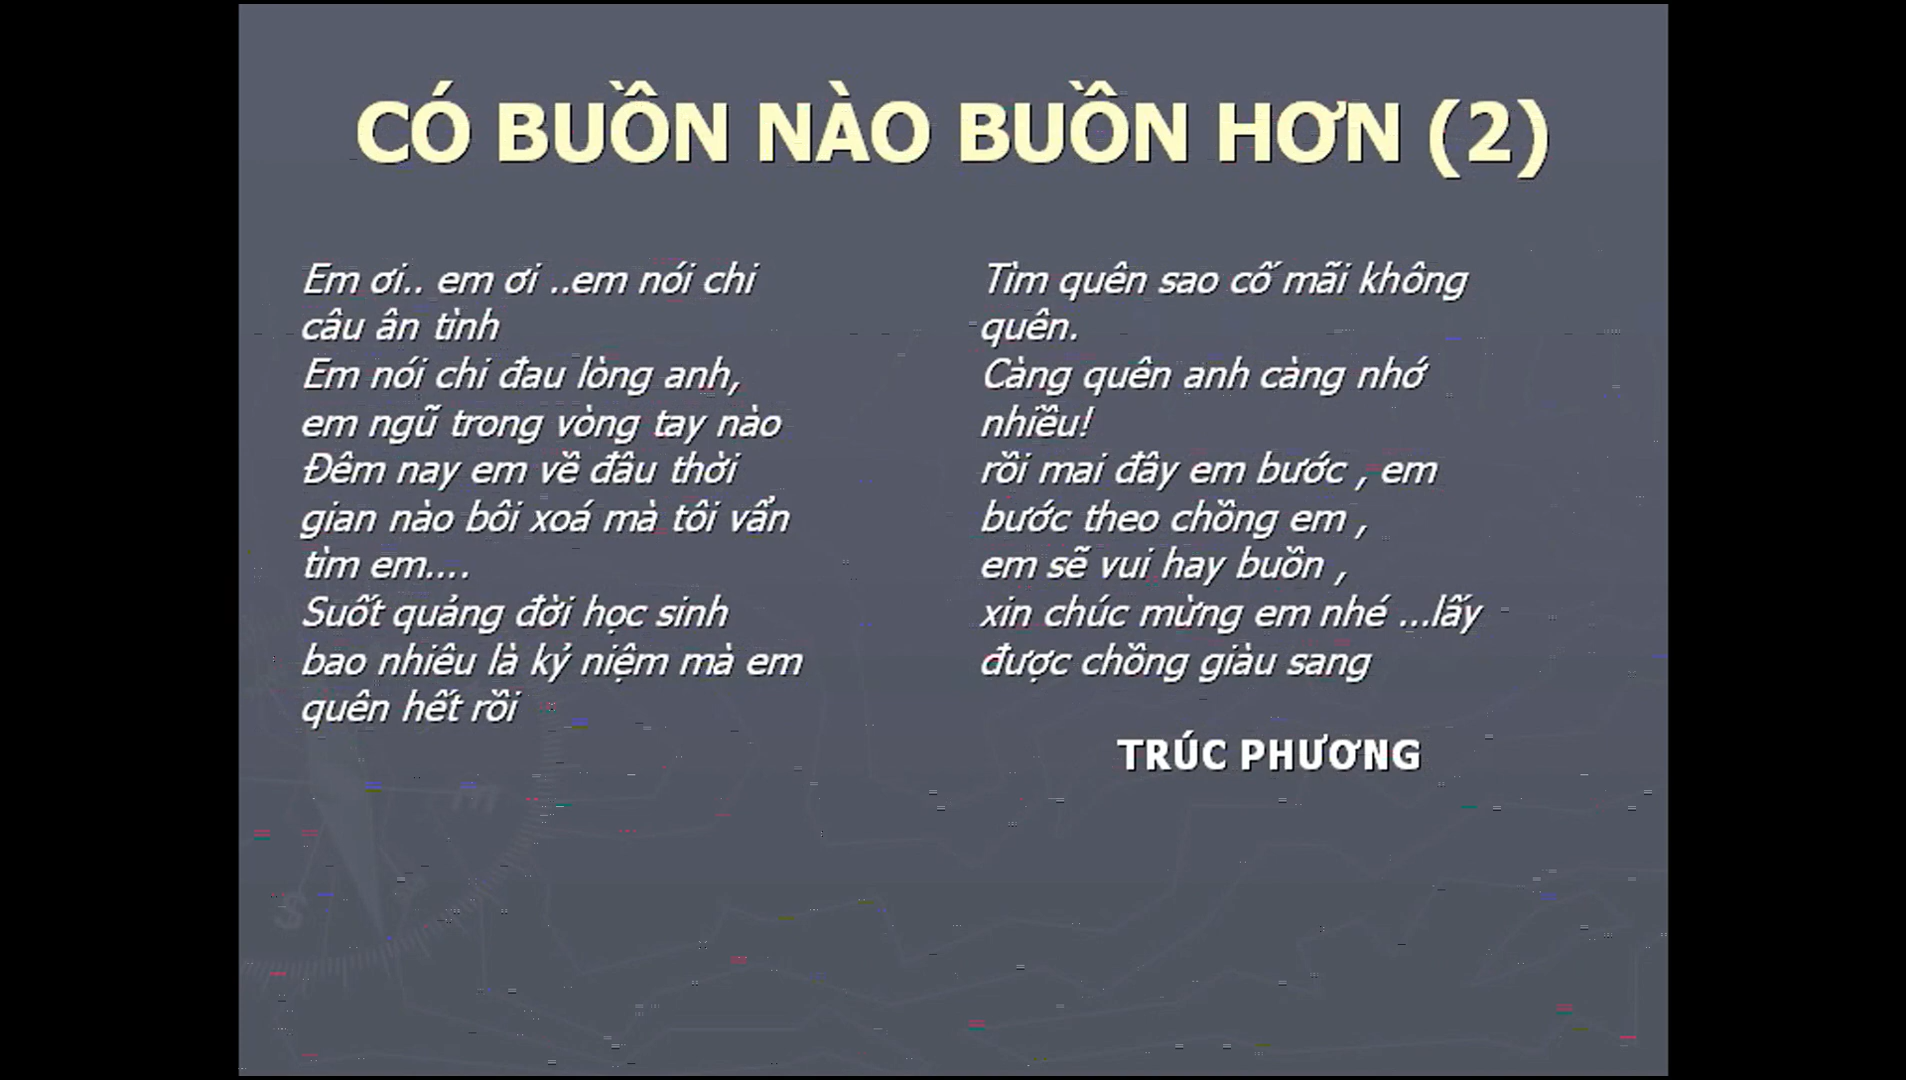 CÓ BUỒN NÀO BUỒN HƠN (2)
Em ơi.. em ơi ..em nói chi
câu ân tình
Em nói chi đau lòng anh,
em ngũ trong vòng tay nào
Đêm nay em về đâu thời
gian nào bôi xoá mà tôi vẩn
tìm em....
Suốt quảng đời học sinh
bao nhiêu là kỷ niệm mà em
quên hết rồi
Tìm quên sao cố mãi không
quên.
Càng quên anh càng nhớ
nhiều!
rồi mai đây em bước , em
bước theo chồng em ,
em sẽ vui hay buồn ,
xin chúc mừng em nhé ...lấy
được chồng giàu sang
TRÚC PHƯƠNG